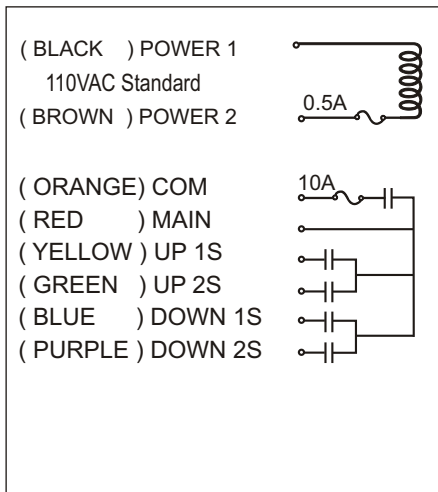 ( BLACK ) POWER 1
110VAC Standard
( BROWN ) POWER 2
0.5A
( ORANGE) COM
10A
( RED ) MAIN
( YELLOW ) UP 1S
( GREEN ) UP 2S
( BLUE ) DOWN 1S
( PURPLE ) DOWN 2S